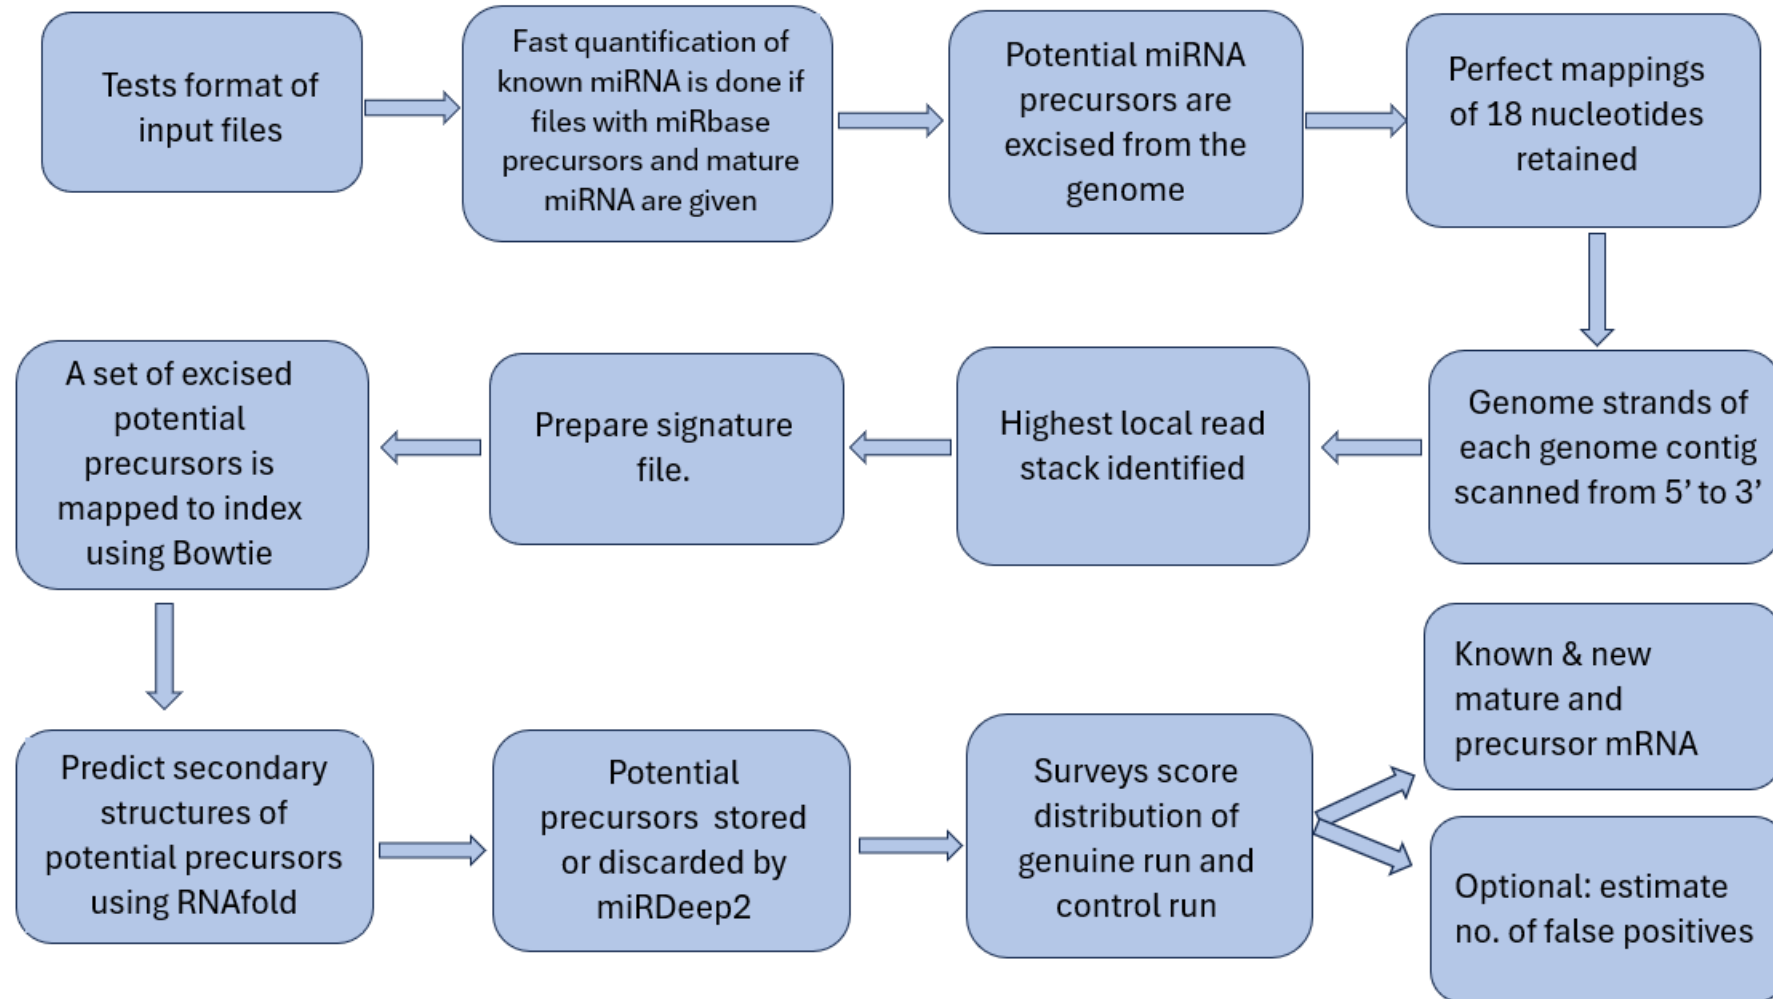 Tests format of
input files
Fast quantification of
known miRNA is done if
files with miRbase
precursors and mature
miRNA are given
Potential miRNA
precursors are
excised from the
genome
Perfect mappings
of 18 nucleotides
retained
Genome strands of
each genome contig
scanned from 5’ to 3’
Highest local read
stack identified
Prepare signature
file.
A set of excised
potential
precursors is
mapped to index
using Bowtie
Predict secondary
structures of
potential precursors
using RNAfold
Potential
precursors stored
or discarded by
miRDeep2
Surveys score
distribution of
genuine run and
control run
Known & new
mature and
precursor mRNA
Optional: estimate
no. of false positives